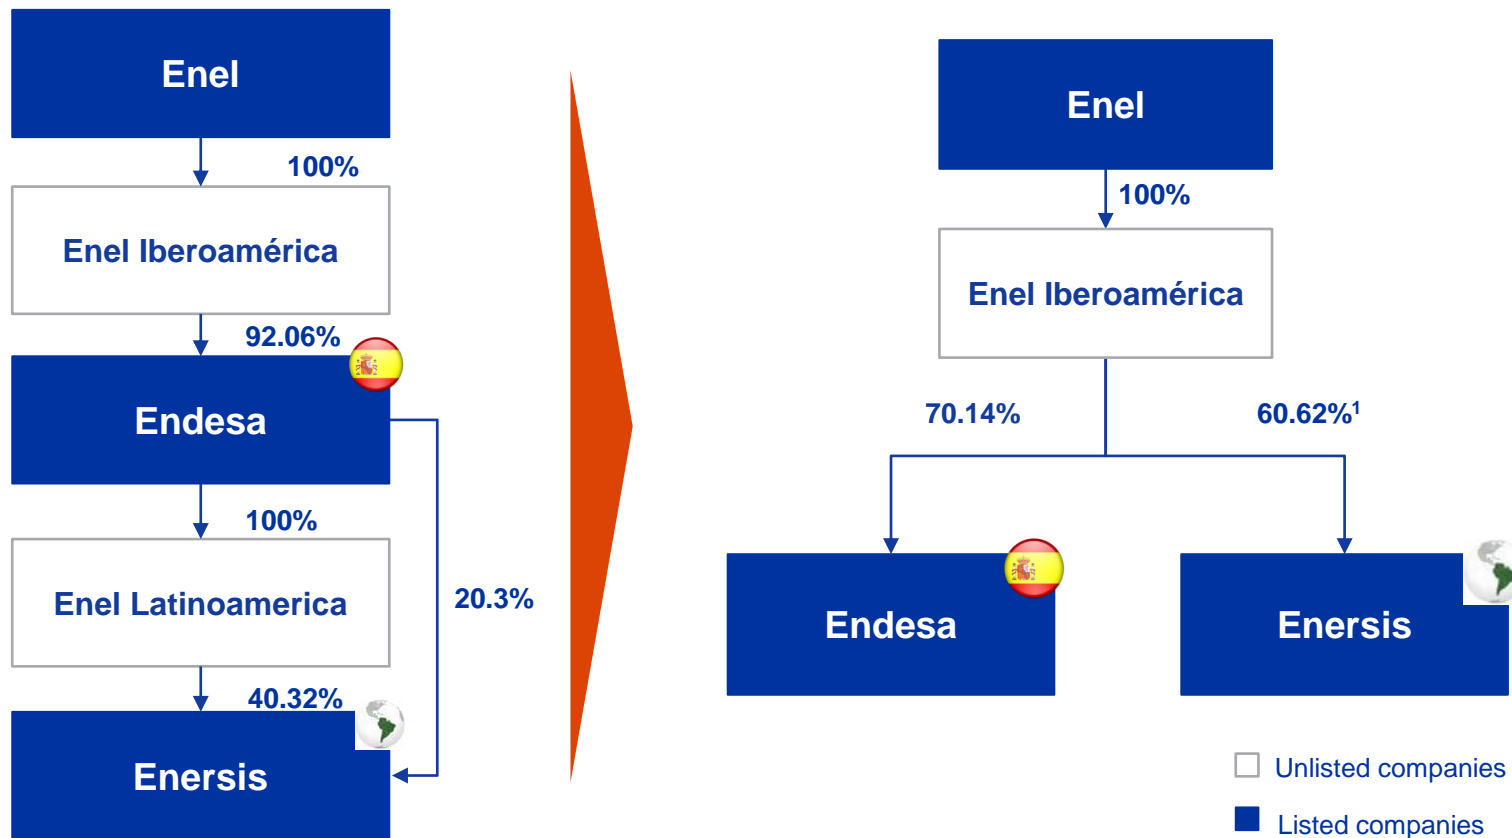 Enel
100%
Enel Iberoamérica
92.06%
Endesa
100%
Enel Latinoamerica
20.3%
40.32%
Enersis
Enel
100%
Enel Iberoamérica
70.14%
60.62%¹
Endesa
Enersis
Unlisted companies
Listed companies